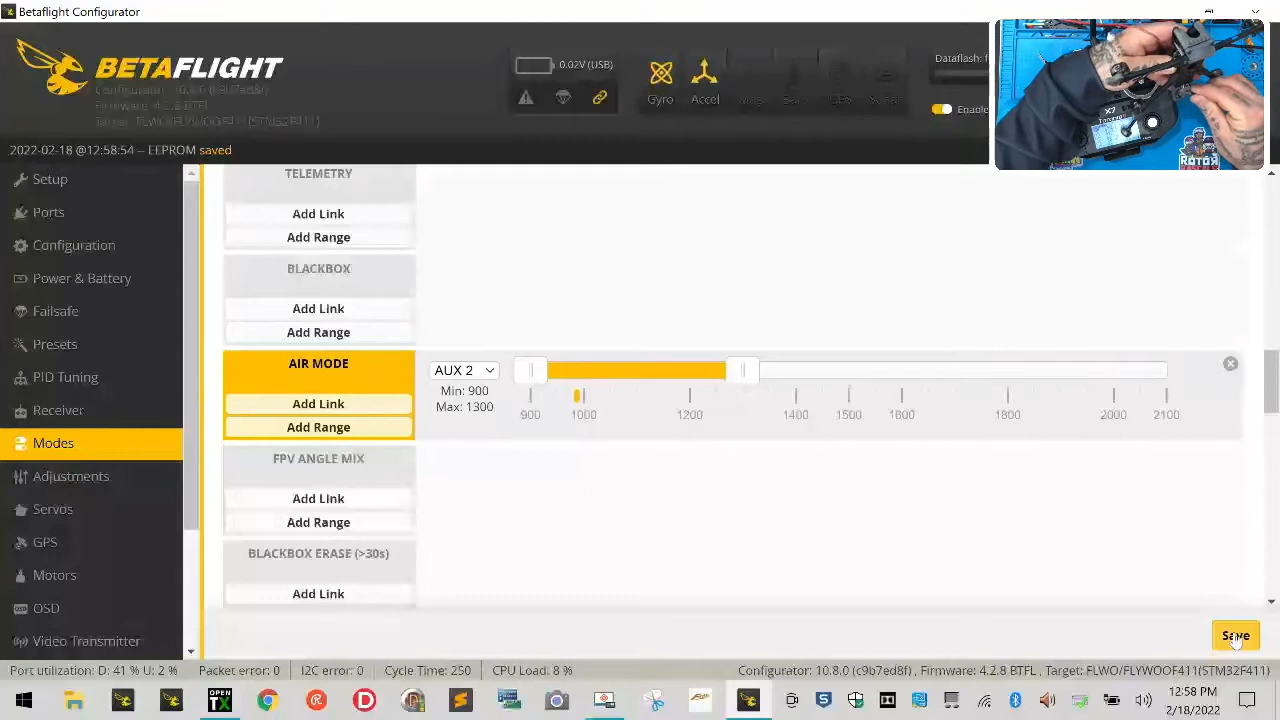 Betaflight Configurator
BETAFLIGHT
0.02V (USB)
Gyro
Accel
Dataflash: f
Enable
2022-02-18 @12:58:54 – EEPROM saved
X7
ROTOR
Setup
Ports
Configuration
Power & Battery
Failsafe
Presets
PID Tuning
Receiver
Modes
Adjustments
Servos
GPS
Motors
OSD
Video Transmitter
TELEMETRY
Add Link
Add Range
BLACKBOX
Add Link
Add Range
AIR MODE
Add Link
Add Range
AUX 2
Min: 900
Max: 1300
900 1000 1200 1400 1500 1600 1800 2000 2100
FPV ANGLE MIX
Add Link
Add Range
BLACKBOX ERASE (>30s)
Add Link
Save
Port utilization: D: 41 % U: 2 % Packet error: 0 I2C error: 0 Cycle Time: 250 CPU Load: 8 % Configurator: 10.8.0 (c9b7ed8f), Firmware: 4.2.8 BTFL, Target: FLWO/FLYWOOF411(STM32F411)
OPEN
TX
12:58 PM
2/18/2022